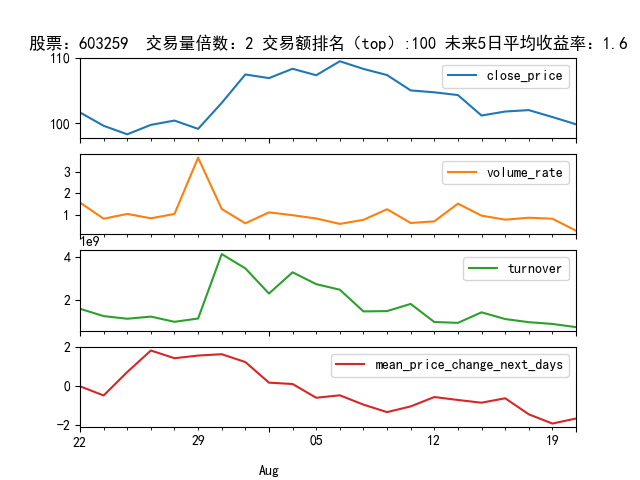 股票: 603259  交易量倍数: 2 交易额排名（top）:100 未来5日平均收益率: 1.6
110
100
close_price
3
2
1
volume_rate
1e9
4
2
turnover
2
0
-2
mean_price_change_next_days
22 29 05 12 19
Aug